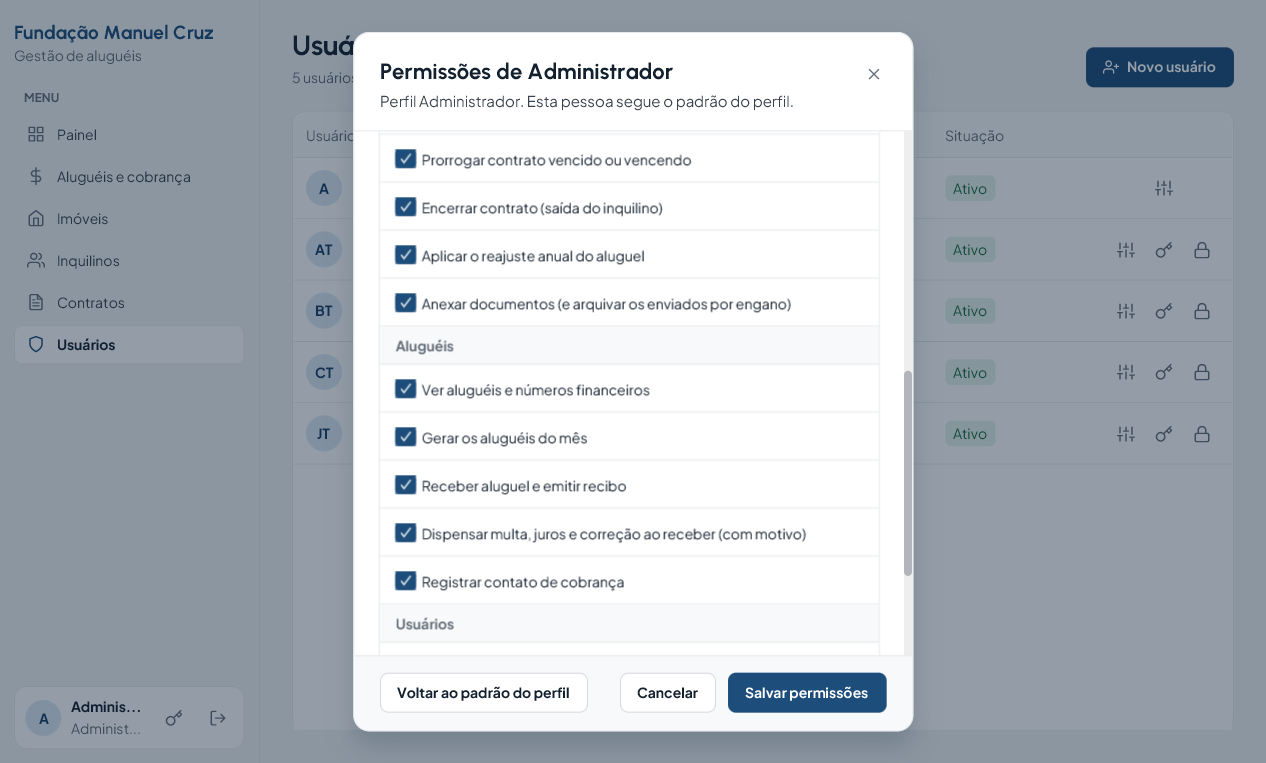 Fundação Manuel Cruz
Gestão de aluguéis
MENU
Painel
Aluguéis e cobrança
Imóveis
Inquilinos
Contratos
Usuários
A
Adminis...
Administ...
Usuá
5 usuários
Novo usuário
Usuário
Situação
A
Ativo
AT
Ativo
BT
Ativo
CT
Ativo
JT
Ativo
Permissões de Administrador
Perfil Administrador. Esta pessoa segue o padrão do perfil.
Prorrogar contrato vencido ou vencendo
Encerrar contrato (saída do inquilino)
Aplicar o reajuste anual do aluguel
Anexar documentos (e arquivar os enviados por engano)
Aluguéis
Ver aluguéis e números financeiros
Gerar os aluguéis do mês
Receber aluguel e emitir recibo
Dispensar multa, juros e correção ao receber (com motivo)
Registrar contato de cobrança
Usuários
Voltar ao padrão do perfil
Cancelar
Salvar permissões